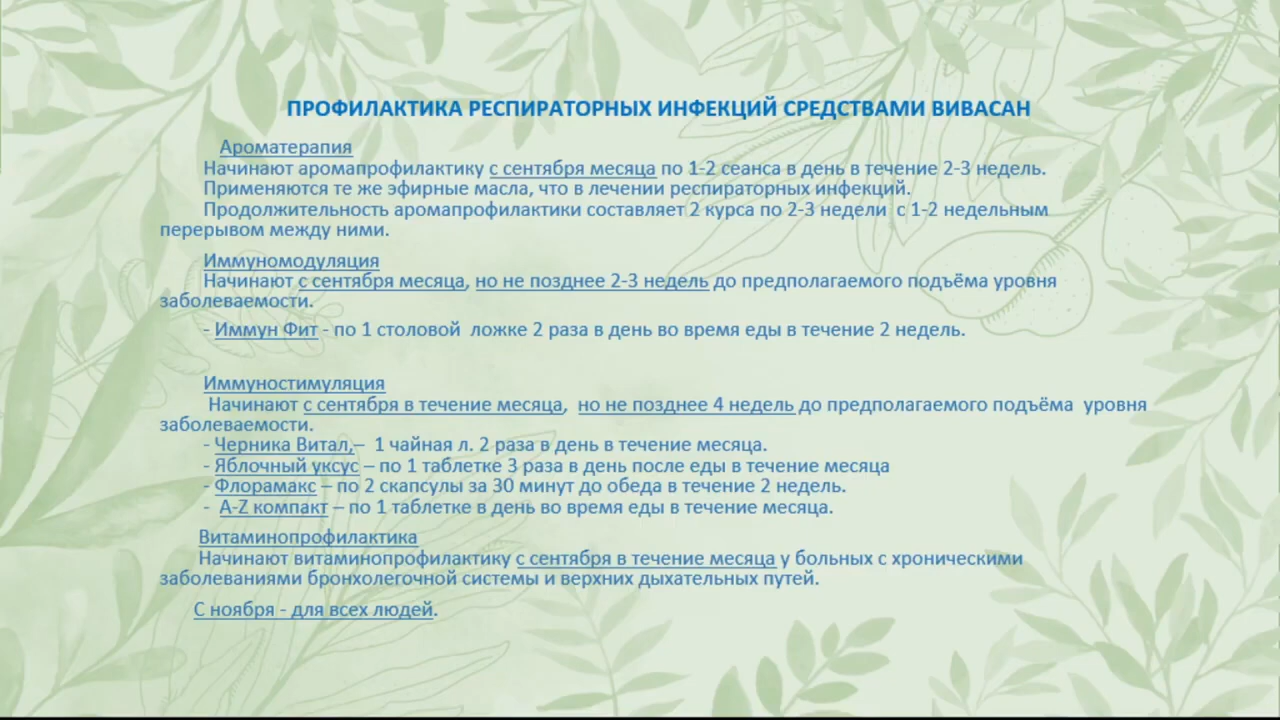 ПРОФИЛАКТИКА РЕСПИРАТОРНЫХ ИНФЕКЦИЙ СРЕДСТВАМИ ВИВАСАН
Ароматерапия
Начинают аромапрофилактику с сентября месяца по 1-2 сеанса в день в течение 2-3 недель.
Применяются те же эфирные масла, что в лечении респираторных инфекций.
Продолжительность аромапрофилактики составляет 2 курса по 2-3 недели с 1-2 недельным
перерывом между ними.
Иммуномодуляция
Начинают с сентября месяца, но не позднее 2-3 недель до предполагаемого подъёма уровня
заболеваемости.
- Иммун Фит - по 1 столовой ложке 2 раза в день во время еды в течение 2 недель.
Иммуностимуляция
Начинают с сентября в течение месяца, но не позднее 4 недель до предполагаемого подъёма уровня
заболеваемости.
- Черника Витал,– 1 чайная л. 2 раза в день в течение месяца.
- Яблочный уксус – по 1 таблетке 3 раза в день после еды в течение месяца
- Флорамакс – по 2 скапсулы за 30 минут до обеда в течение 2 недель.
- A-Z компакт – по 1 таблетке в день во время еды в течение месяца.
Витаминопрофилактика
Начинают витаминопрофилактику с сентября в течение месяца у больных с хроническими
заболеваниями бронхолегочной системы и верхних дыхательных путей.
С ноября - для всех людей.